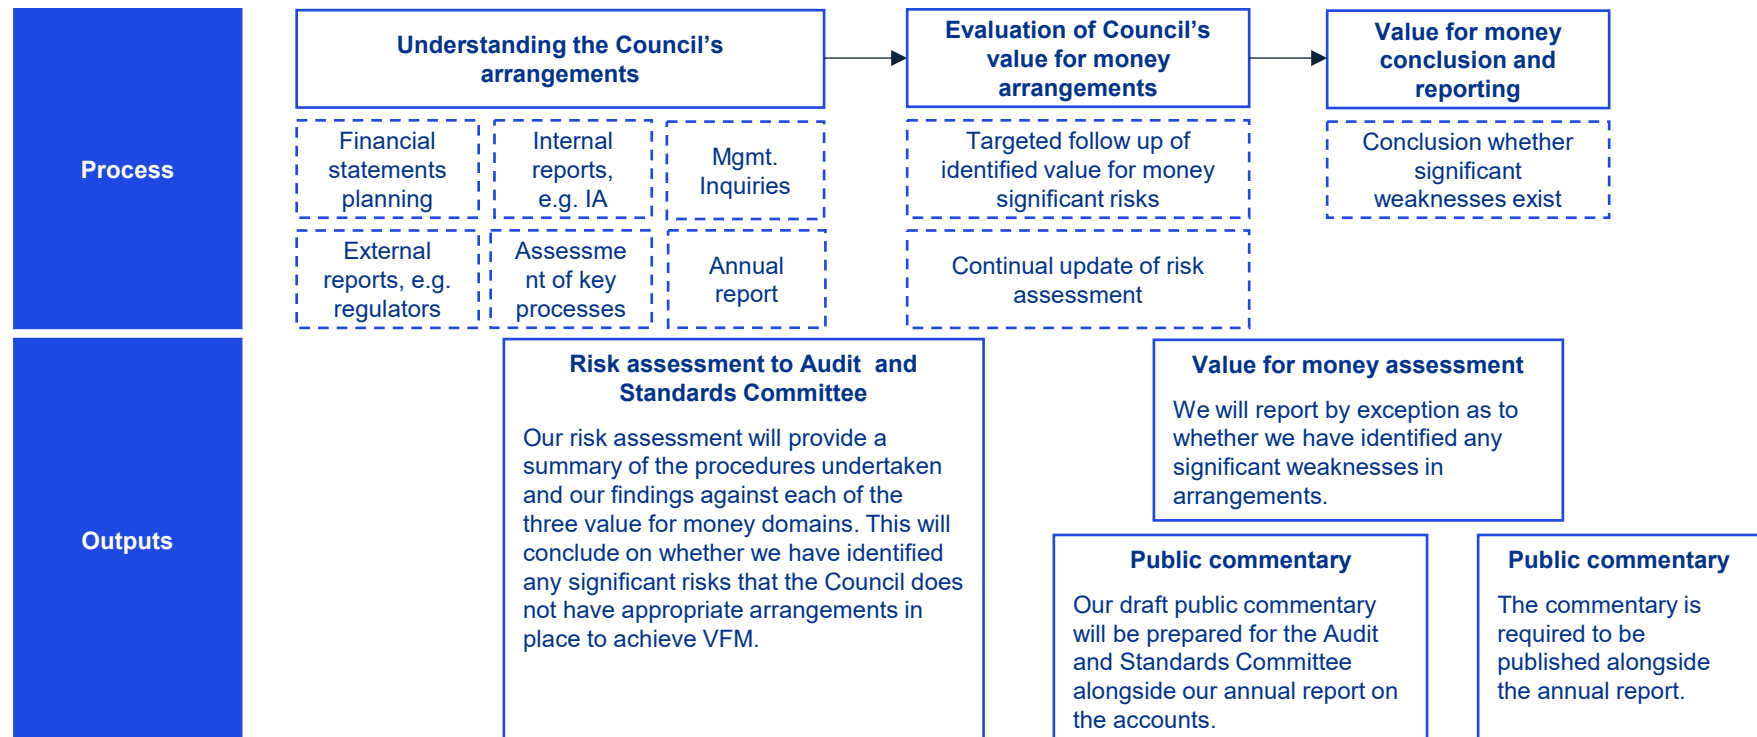 Process
Understanding the Council’s
arrangements
Evaluation of Council’s
value for money
arrangements
Value for money
conclusion and
reporting
Financial
statements
planning
Internal
reports,
e.g. IA
Mgmt.
Inquiries
External
reports, e.g.
regulators
Assessme
nt of key
processes
Annual
report
Targeted follow up of
identified value for money
significant risks
Continual update of risk
assessment
Conclusion whether
significant
weaknesses exist
Outputs
Risk assessment to Audit and
Standards Committee
Our risk assessment will provide a
summary of the procedures undertaken
and our findings against each of the
three value for money domains. This will
conclude on whether we have identified
any significant risks that the Council does
not have appropriate arrangements in
place to achieve VFM.
Value for money assessment
We will report by exception as to
whether we have identified any
significant weaknesses in
arrangements.
Public commentary
Our draft public commentary
will be prepared for the Audit
and Standards Committee
alongside our annual report on
the accounts.
Public commentary
The commentary is
required to be
published alongside
the annual report.